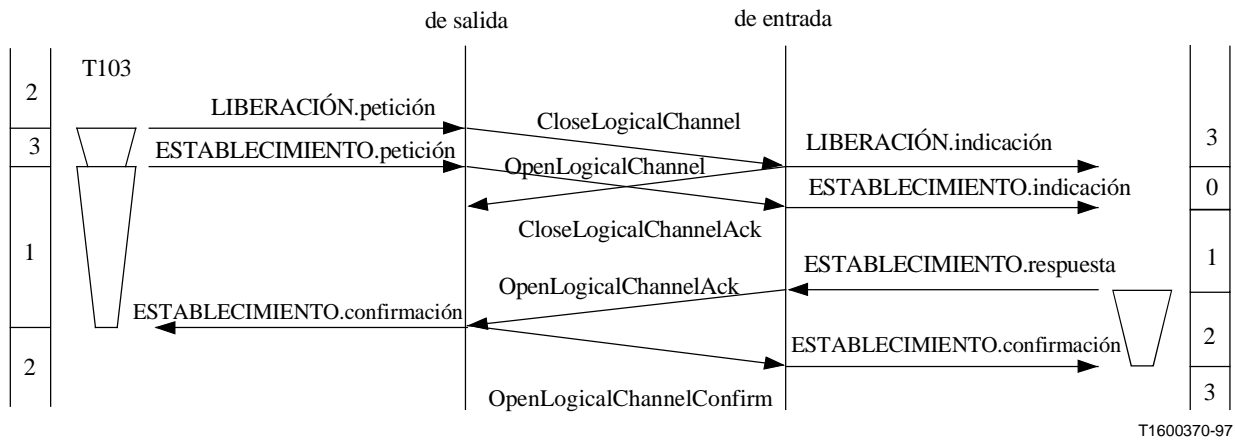 de salida
de entrada
T103
2
LIBERACIÓN.petición
CloseLogicalChannel
LIBERACIÓN.indicación
3
3
ESTABLECIMIENTO.petición
OpenLogicalChannel
ESTABLECIMIENTO.indicación
0
CloseLogicalChannelAck
1
ESTABLECIMIENTO.respuesta
1
OpenLogicalChannelAck
ESTABLECIMIENTO.confirmación
ESTABLECIMIENTO.confirmación
2
2
OpenLogicalChannelConfirm
3
T1600370-97